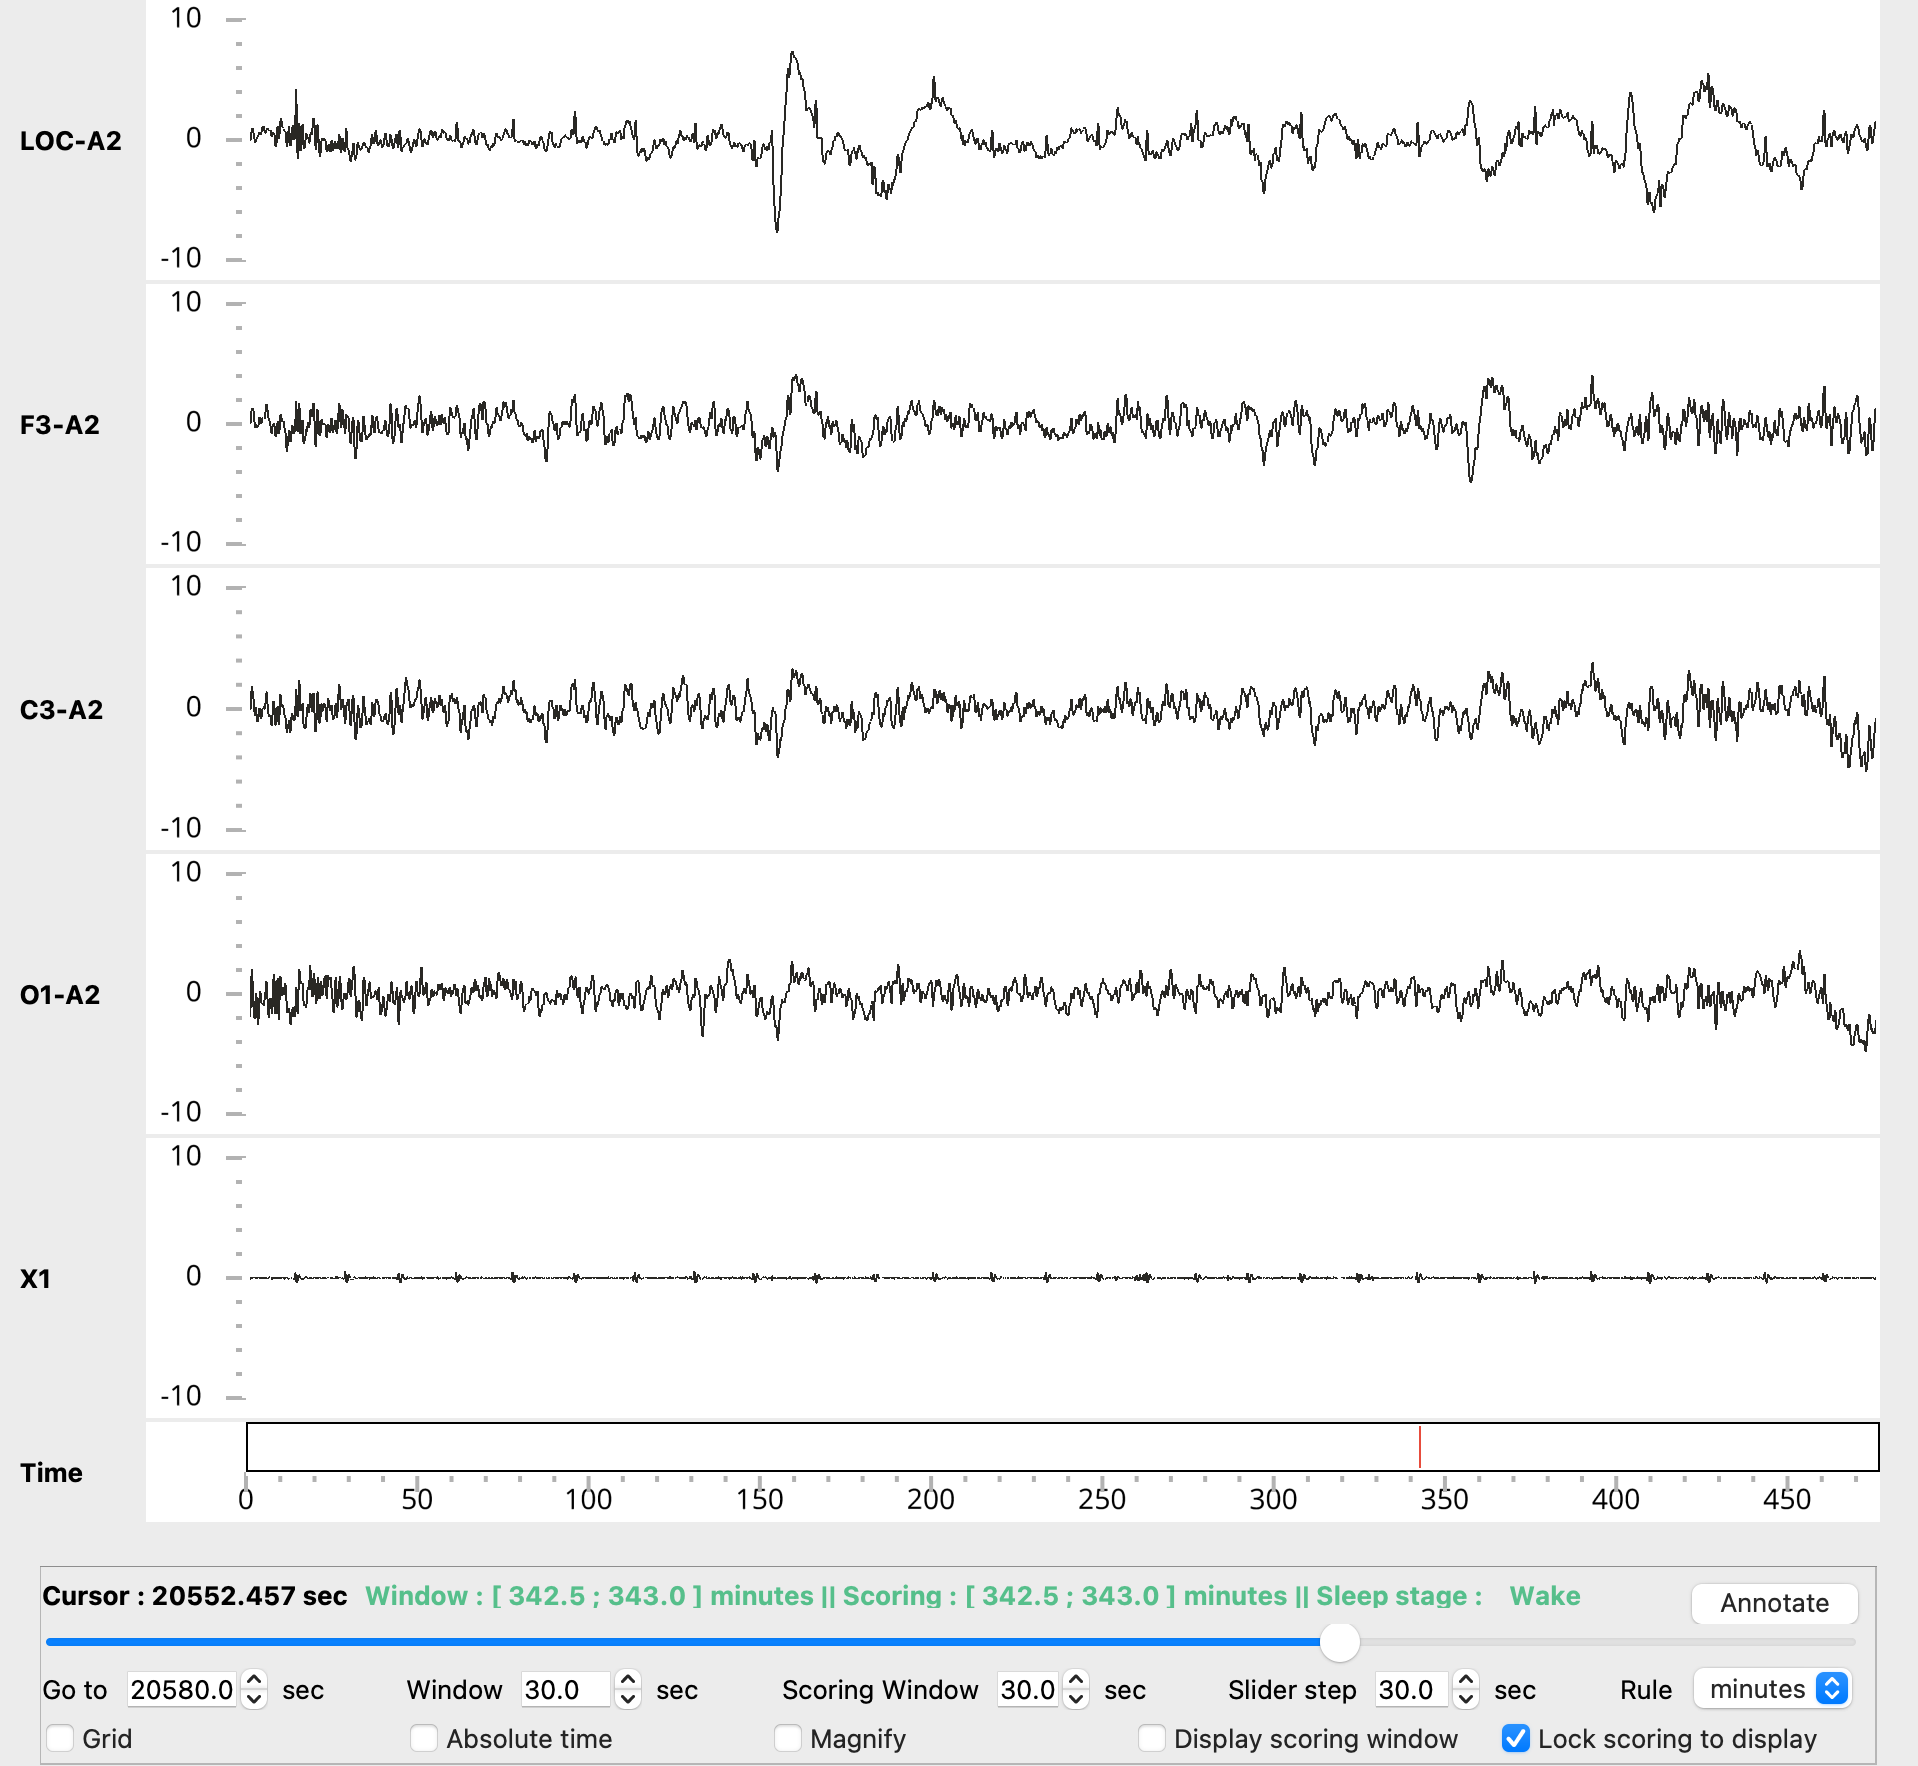 10
LOC-A2 0
-10
10
F3-A2 0
-10
10
C3-A2 0
-10
10
O1-A2 0
-10
10
X1 0
-10
Time
0 50 100 150 200 250 300 350 400 450
Cursor : 20552.457 sec Window : [ 342.5 ; 343.0 ] minutes || Scoring : [ 342.5 ; 343.0 ] minutes || Sleep stage : Wake Annotate
Go to 20580.0 sec Window 30.0 sec Scoring Window 30.0 sec Slider step 30.0 sec Rule minutes
Grid Absolute time Magnify Display scoring window Lock scoring to display